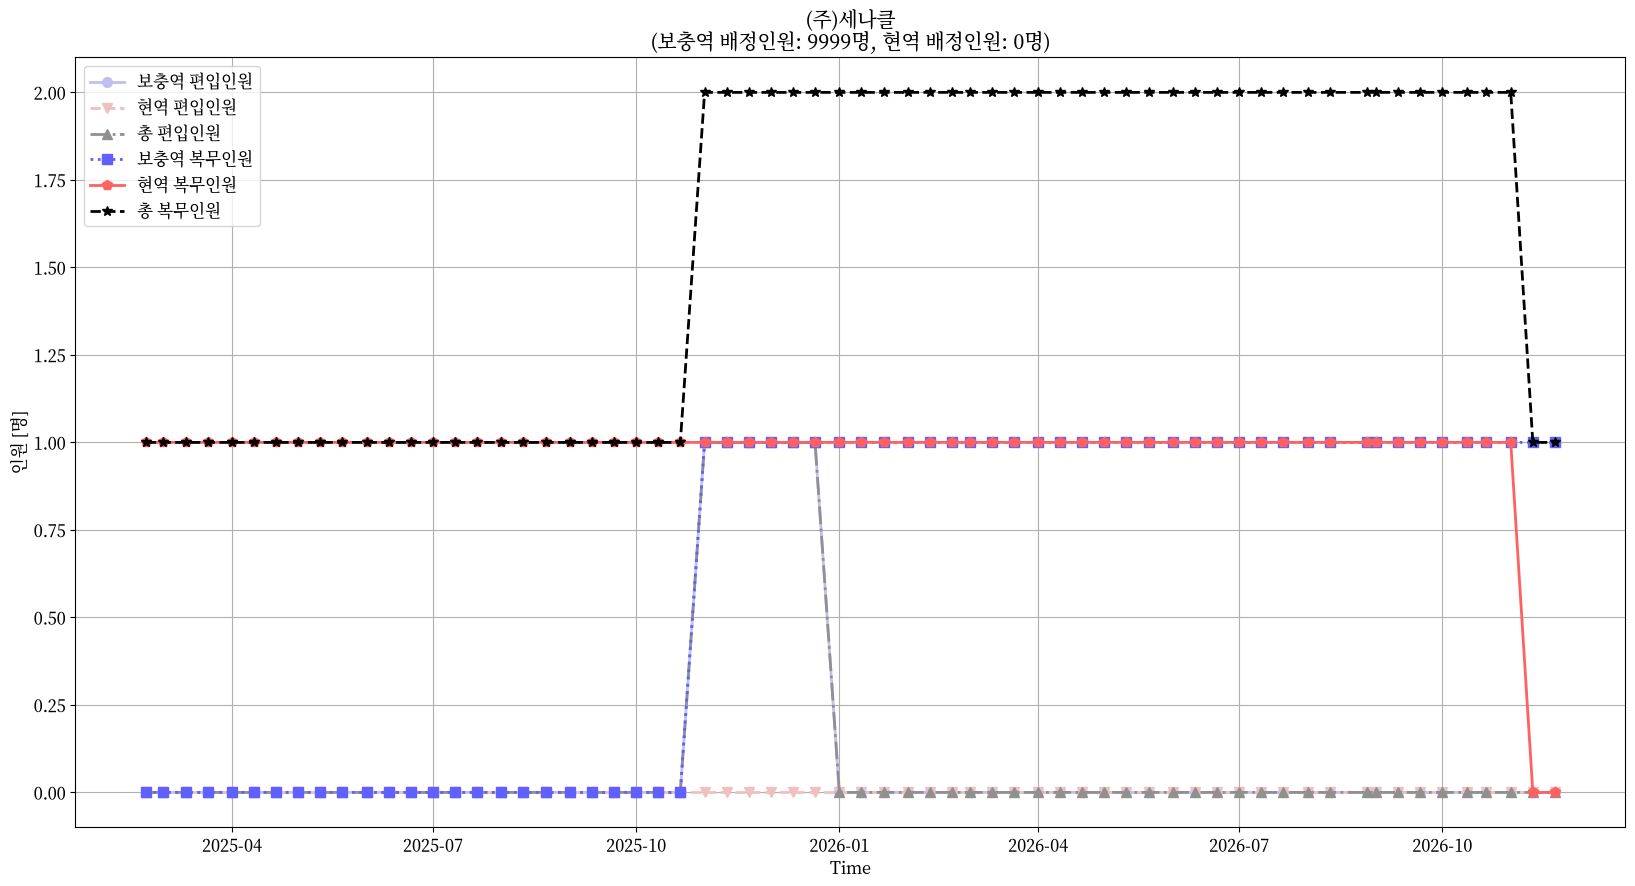 (주)세나클
(보충역 배정인원: 9999명, 현역 배정인원: 0명)
보충역 편입인원
현역 편입인원
총 편입인원
보충역 복무인원
현역 복무인원
총 복무인원
인원 [명]
2.00
1.75
1.50
1.25
1.00
0.75
0.50
0.25
0.00
2025-04
2025-07
2025-10
2026-01
2026-04
2026-07
2026-10
Time